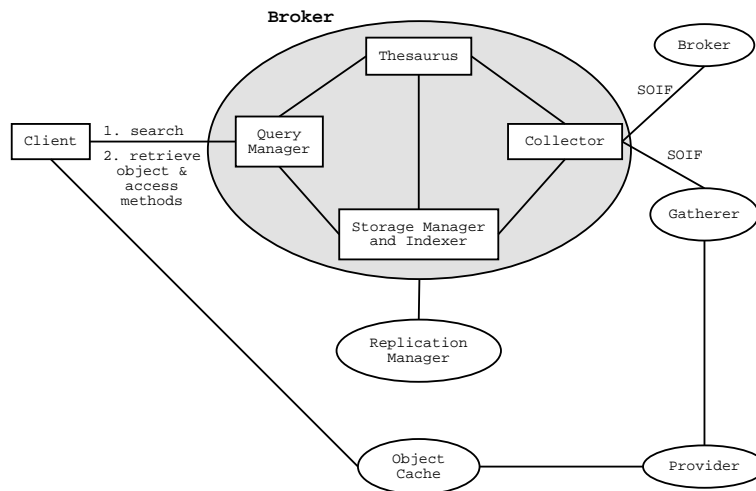 Broker
Thesaurus
Broker
SOIF
Client
1. search
2. retrieve
object &
access
methods
Query
Manager
Collector
SOIF
Storage Manager
and Indexer
Gatherer
Replication
Manager
Object
Cache
Provider